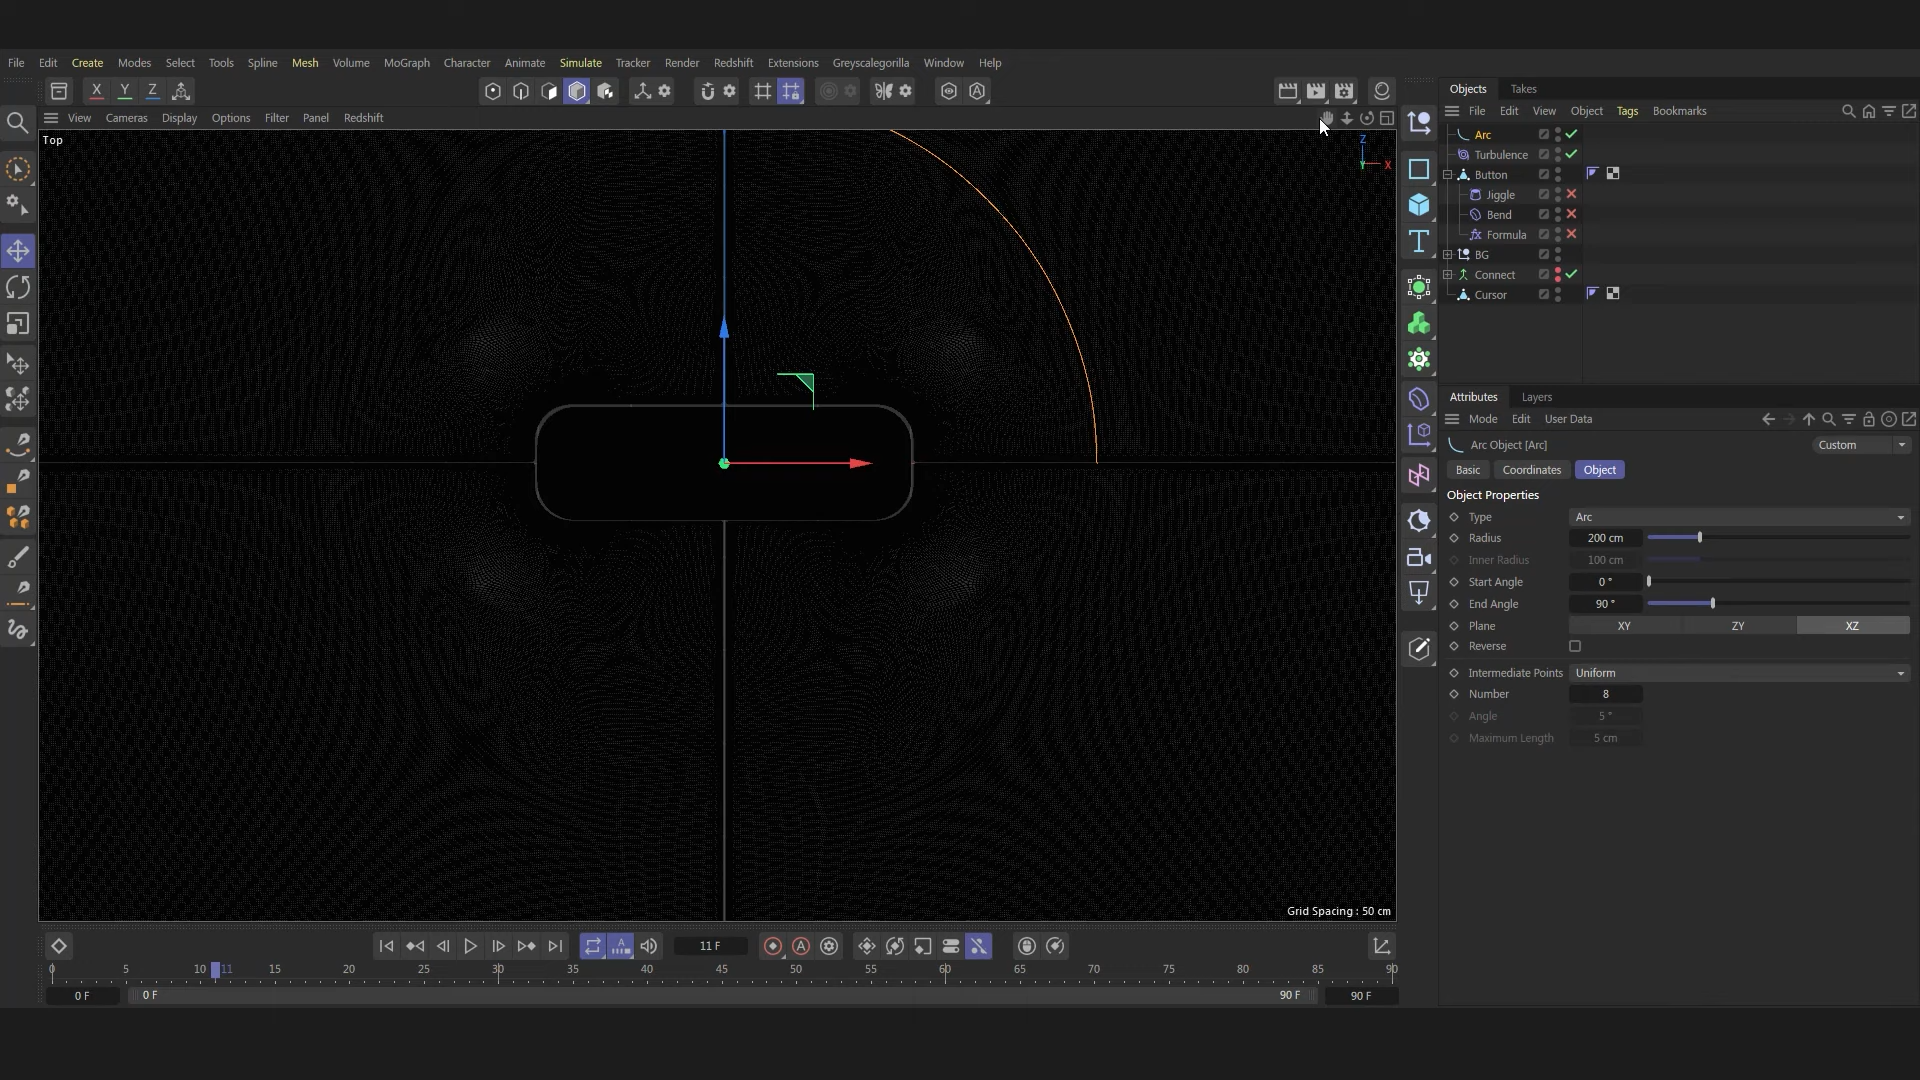 File Edit Create Modes Select Tools Spline Mesh Volume MoGraph Character Animate Simulate Tracker Render Redshift Extensions Greyscalegorilla Window Help
X Y Z
View Cameras Display Options Filter Panel Redshift
Top
Z
Y X
Grid Spacing : 50 cm
11 F
0 5 10 11 15 20 25 30 35 40 45 50 55 60 65 70 75 80 85 90
0 F 0 F 90 F 90 F
Objects Takes
File Edit View Object Tags Bookmarks
Arc
Turbulence
Button
Jiggle
Bend
Formula
BG
Connect
Cursor
Attributes Layers
Mode Edit User Data
Arc Object [Arc] Custom
Basic Coordinates Object
Object Properties
Type Arc
Radius 200 cm
Inner Radius 100 cm
Start Angle 0 °
End Angle 90 °
Plane XY ZY XZ
Reverse
Intermediate Points Uniform
Number 8
Angle 5 °
Maximum Length 5 cm